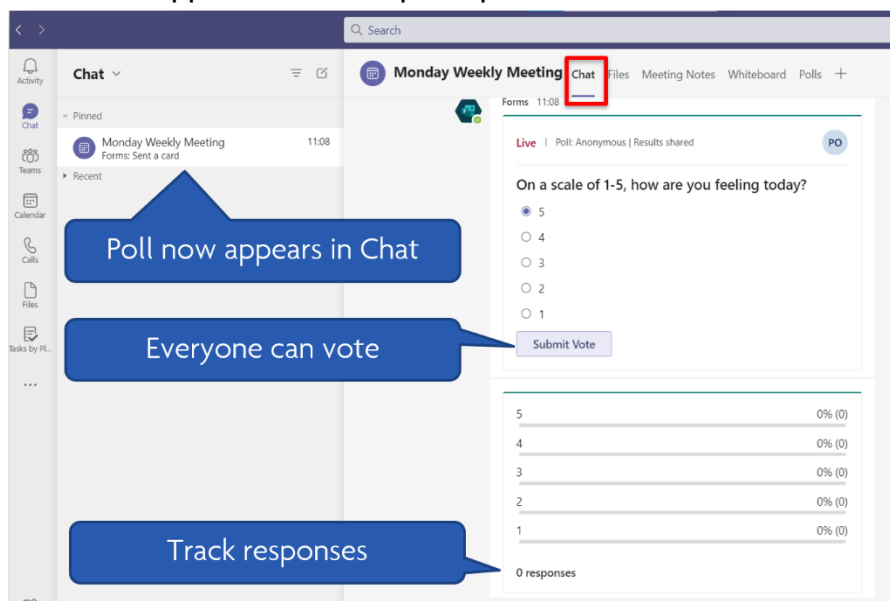 Search
Activity
Chat
Teams
Calendar
Calls
Files
Tasks by Pl...
...
Chat
Pinned
Monday Weekly Meeting 11:08
Forms: Sent a card
Recent
Poll now appears in Chat
Everyone can vote
Track responses
Monday Weekly Meeting Chat Files Meeting Notes Whiteboard Polls +
Forms 11:08
Live | Poll: Anonymous | Results shared PO
On a scale of 1-5, how are you feeling today?
5
4
3
2
1
Submit Vote
5 0% (0)
4 0% (0)
3 0% (0)
2 0% (0)
1 0% (0)
0 responses